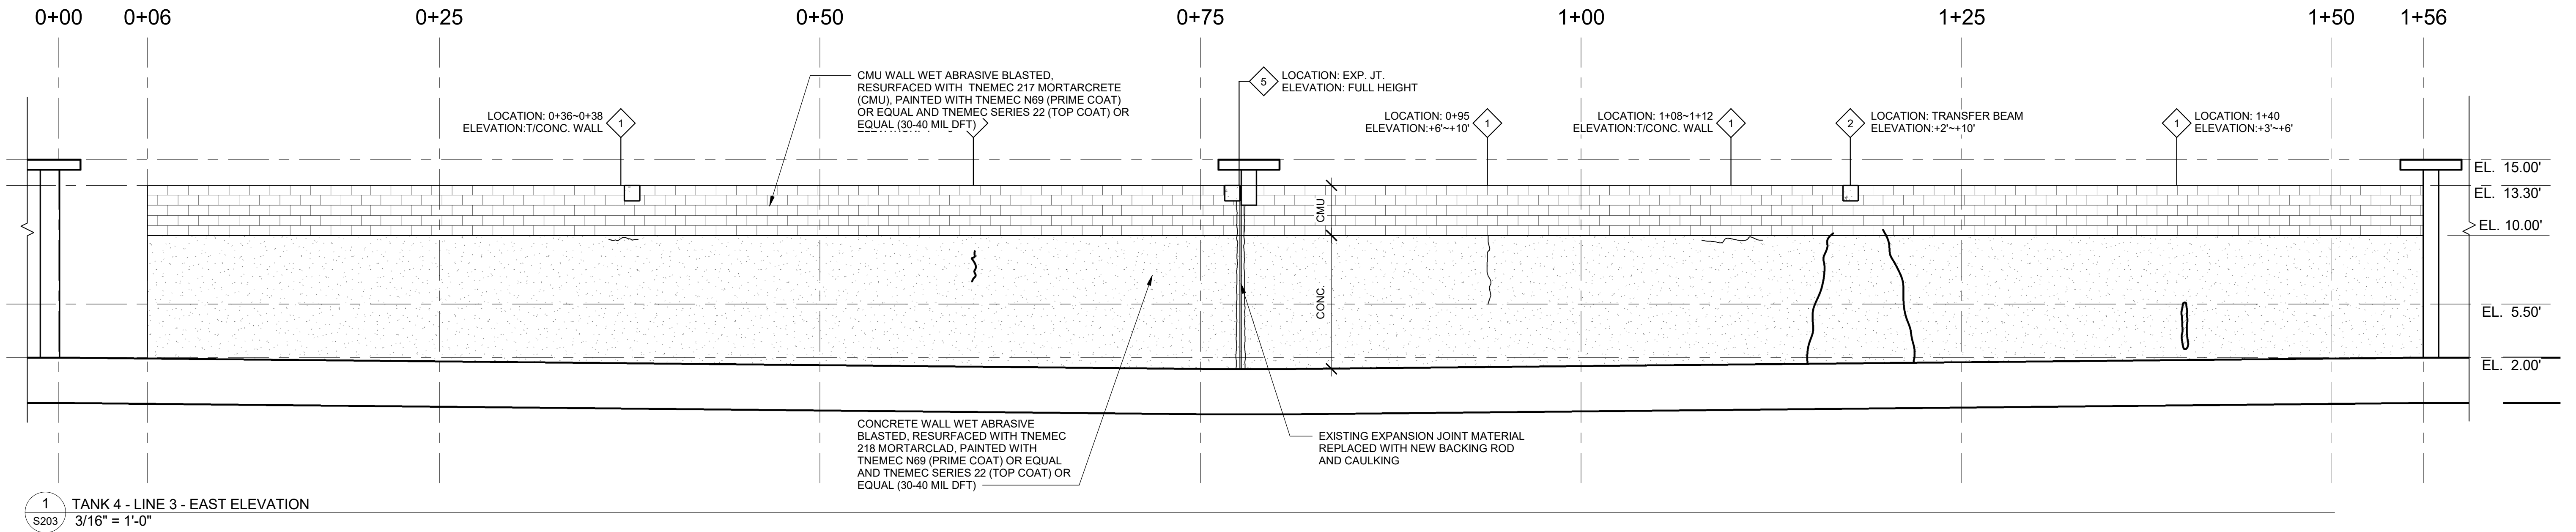 0+00 0+06 0+25 0+50 0+75 1+00 1+25 1+50 1+56
CMU WALL WET ABRASIVE BLASTED,
RESURFACED WITH TNEMEC 217 MORTARCRETE
(CMU), PAINTED WITH TNEMEC N69 (PRIME COAT)
OR EQUAL AND TNEMEC SERIES 22 (TOP COAT) OR
EQUAL (30-40 MIL DFT)
5
LOCATION: EXP. JT.
ELEVATION: FULL HEIGHT
LOCATION: 0+36~0+38
ELEVATION:T/CONC. WALL
1
LOCATION: 0+95
ELEVATION:+6'~+10'
1
LOCATION: 1+08~1+12
ELEVATION:T/CONC. WALL
1
2
LOCATION: TRANSFER BEAM
ELEVATION:+2'~+10'
1
LOCATION: 1+40
ELEVATION:+3'~+6'
EL. 15.00'
EL. 13.30'
EL. 10.00'
EL. 5.50'
EL. 2.00'
CMU
CONC.
CONCRETE WALL WET ABRASIVE
BLASTED, RESURFACED WITH TNEMEC
218 MORTARCLAD, PAINTED WITH
TNEMEC N69 (PRIME COAT) OR EQUAL
AND TNEMEC SERIES 22 (TOP COAT) OR
EQUAL (30-40 MIL DFT)
EXISTING EXPANSION JOINT MATERIAL
REPLACED WITH NEW BACKING ROD
AND CAULKING
1
S203
TANK 4 - LINE 3 - EAST ELEVATION
3/16" = 1'-0"